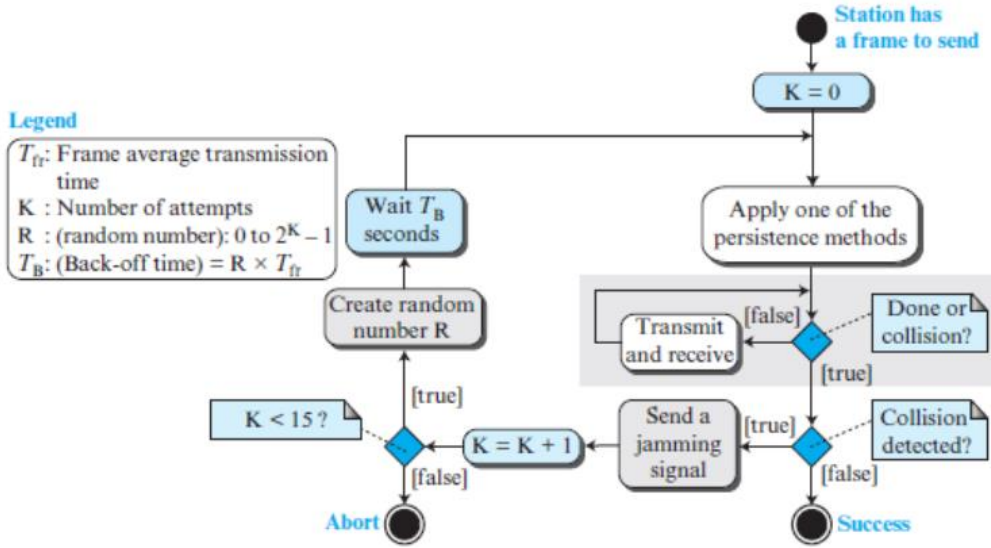 Station has
a frame to send
K = 0
Legend
T_fr: Frame average transmission
time
K : Number of attempts
R : (random number): 0 to 2^K – 1
T_B: (Back-off time) = R × T_fr
Wait T_B
seconds
Apply one of the
persistence methods
Create random
number R
Transmit
and receive
[false]
Done or
collision?
[true]
[true]
K < 15 ?
K = K + 1
Send a
jamming
signal
[true]
Collision
detected?
[false]
[false]
Abort
Success